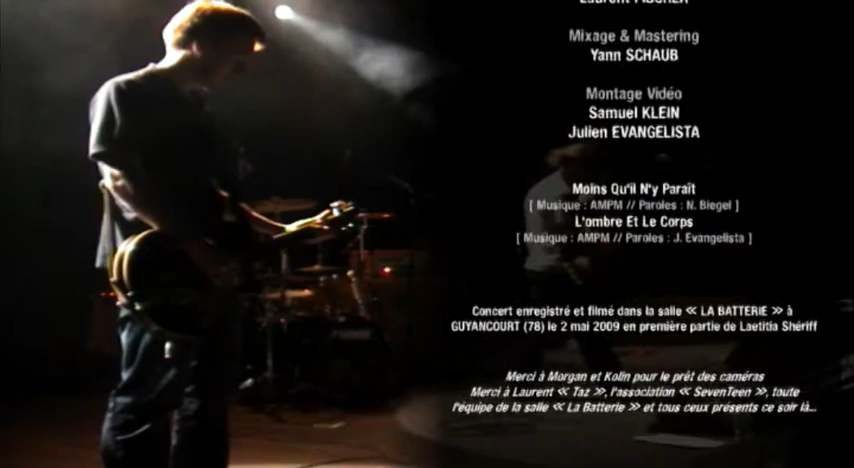 Laurent FISCHER
Mixage & Mastering
Yann SCHAUB
Montage Vidéo
Samuel KLEIN
Julien EVANGELISTA
Moins Qu'il N'y Paraît
[ Musique : AMPM // Paroles : N. Biegel ]
L'ombre Et Le Corps
[ Musique : AMPM // Paroles : J. Evangelista ]
Concert enregistré et filmé dans la salle << LA BATTERIE >> à
GUYANCOURT (78) le 2 mai 2009 en première partie de Laetitia Shériff
Merci à Morgan et Kolin pour le prêt des caméras
Merci à Laurent << Taz >>, l'association << SevenTeen >>, toute
l'équipe de la salle << La Batterie >> et tous ceux présents ce soir là...